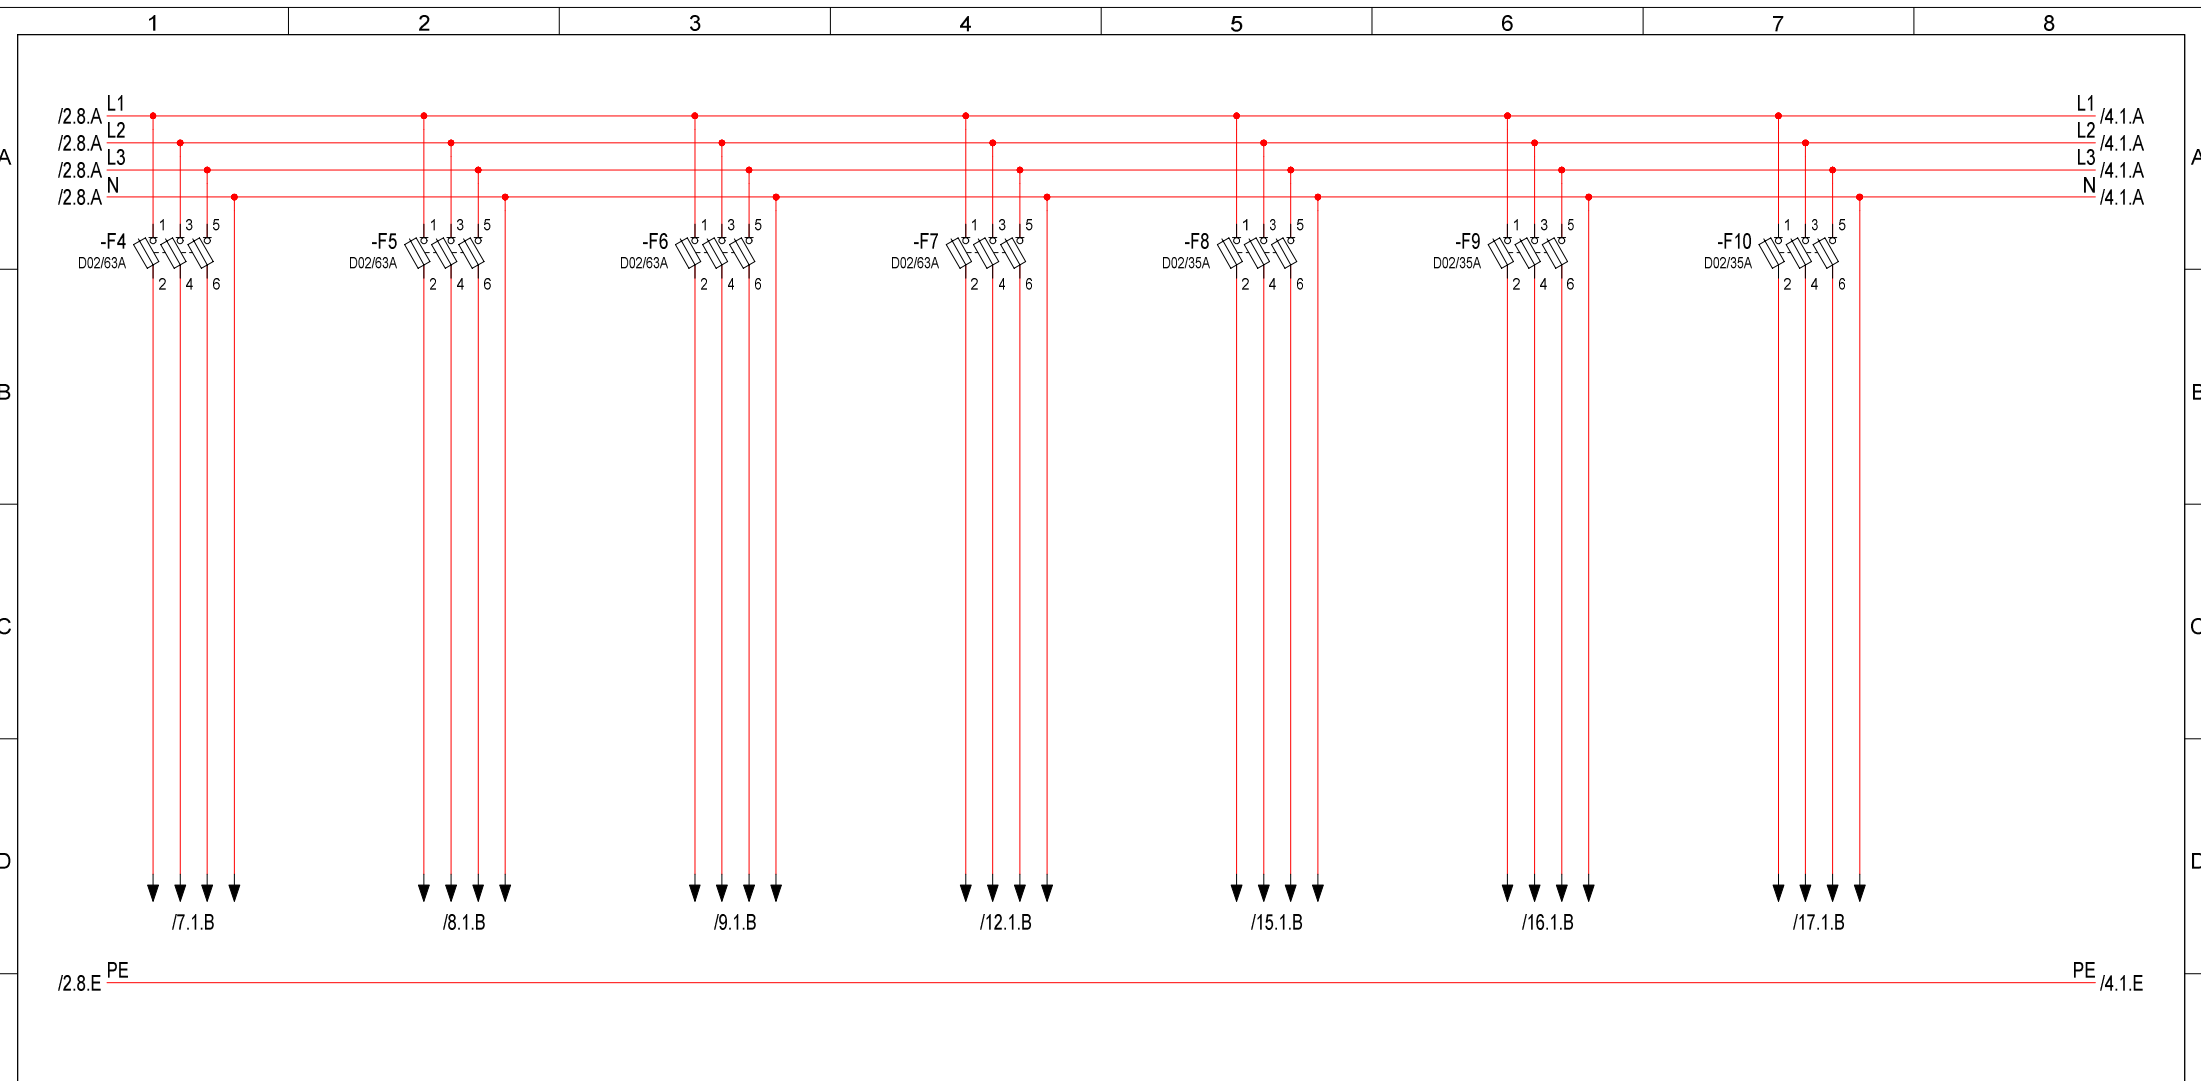 1 2 3 4 5 6 7 8
L1 L1
/2.8.A /4.1.A
L2 L2
/2.8.A /4.1.A
A A
L3 L3
/2.8.A /4.1.A
N N
/2.8.A /4.1.A
1 3 5 1 3 5 1 3 5 1 3 5 1 3 5 1 3 5 1 3 5
-F4 -F5 -F6 -F7 -F8 -F9 -F10
D02/63A D02/63A D02/63A D02/63A D02/35A D02/35A D02/35A
2 4 6 2 4 6 2 4 6 2 4 6 2 4 6 2 4 6 2 4 6
B B
C C
D D
/7.1.B /8.1.B /9.1.B /12.1.B /15.1.B /16.1.B /17.1.B
PE PE
/2.8.E /4.1.E